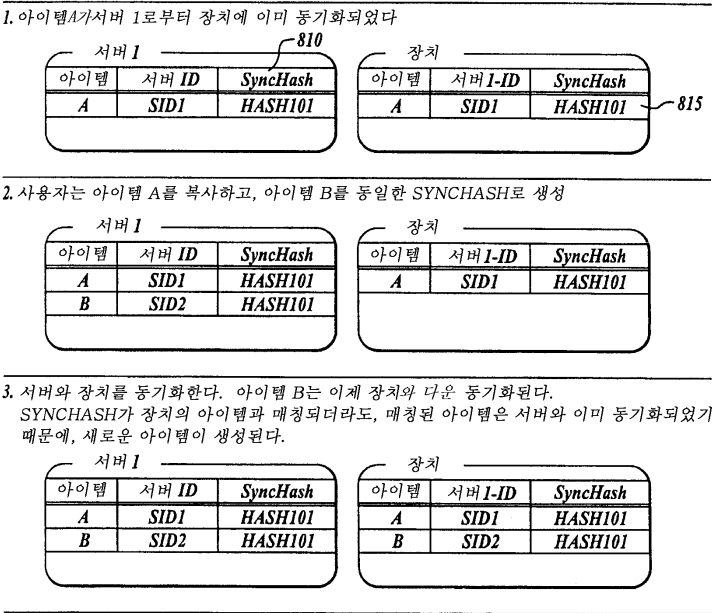 1. 아이템A가서버 1로부터 장치에 이미 동기화되었다
810
서버 1
장치
아이템 서버 ID SyncHash
아이템 서버 1-ID SyncHash
A SID1 HASH101
A SID1 HASH101
815
2. 사용자는 아이템 A를 복사하고, 아이템 B를 동일한 SYNCHASH로 생성
서버 1
장치
아이템 서버 ID SyncHash
아이템 서버 1-ID SyncHash
A SID1 HASH101
A SID1 HASH101
B SID2 HASH101
3. 서버와 장치를 동기화한다. 아이템 B는 이제 장치와 다운 동기화된다.
SYNCHASH가 장치의 아이템과 매칭되더라도, 매칭된 아이템은 서버와 이미 동기화되었기
때문에, 새로운 아이템이 생성된다.
서버 1
장치
아이템 서버 ID SyncHash
아이템 서버 1-ID SyncHash
A SID1 HASH101
A SID1 HASH101
B SID2 HASH101
B SID2 HASH101